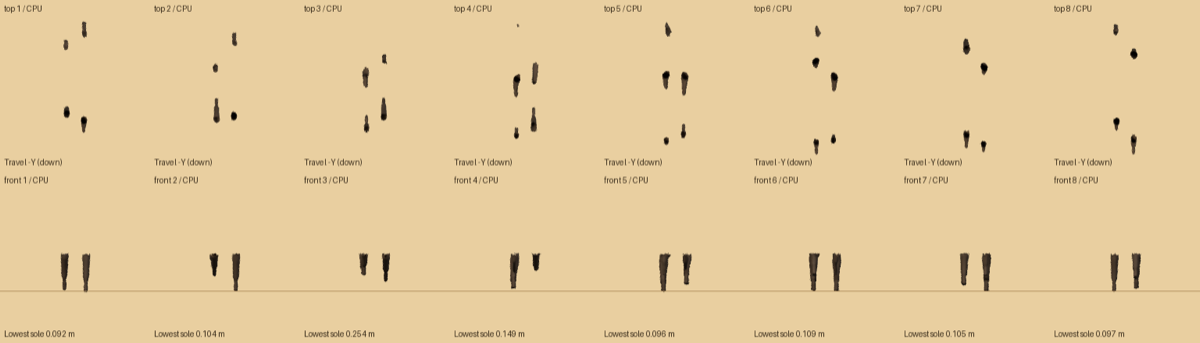 top 1 / CPU
top 2 / CPU
top 3 / CPU
top 4 / CPU
top 5 / CPU
top 6 / CPU
top 7 / CPU
top 8 / CPU
Travel -Y (down)
Travel -Y (down)
Travel -Y (down)
Travel -Y (down)
Travel -Y (down)
Travel -Y (down)
Travel -Y (down)
Travel -Y (down)
front 1 / CPU
front 2 / CPU
front 3 / CPU
front 4 / CPU
front 5 / CPU
front 6 / CPU
front 7 / CPU
front 8 / CPU
Lowest sole 0.092 m
Lowest sole 0.104 m
Lowest sole 0.254 m
Lowest sole 0.149 m
Lowest sole 0.096 m
Lowest sole 0.109 m
Lowest sole 0.105 m
Lowest sole 0.097 m